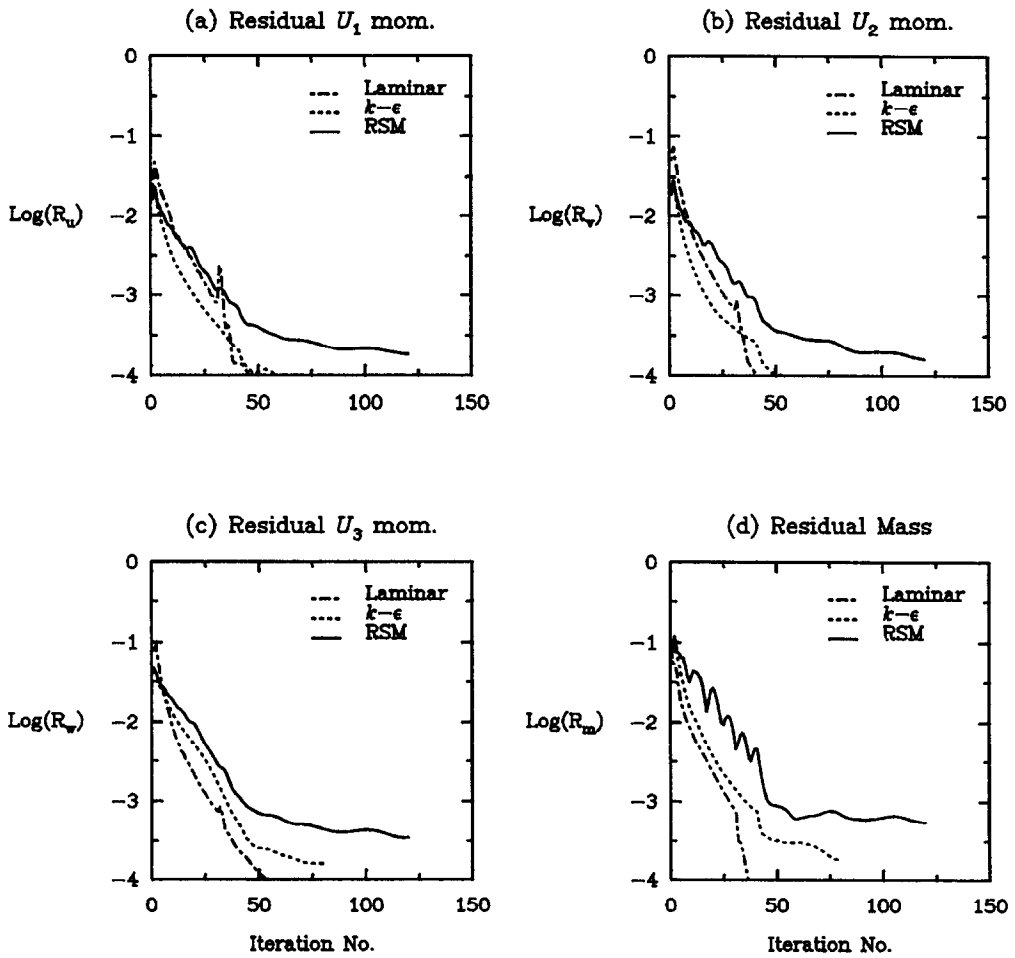 (a) Residual U₁ mom.
0
-1
-2
-3
-4
Log(Rᵤ)
Laminar
k-ε
RSM
0 50 100 150
(b) Residual U₂ mom.
0
-1
-2
-3
-4
Log(Rᵥ)
Laminar
k-ε
RSM
0 50 100 150
(c) Residual U₃ mom.
0
-1
-2
-3
-4
Log(R_w)
Laminar
k-ε
RSM
0 50 100 150
Iteration No.
(d) Residual Mass
0
-1
-2
-3
-4
Log(Rₘ)
Laminar
k-ε
RSM
0 50 100 150
Iteration No.